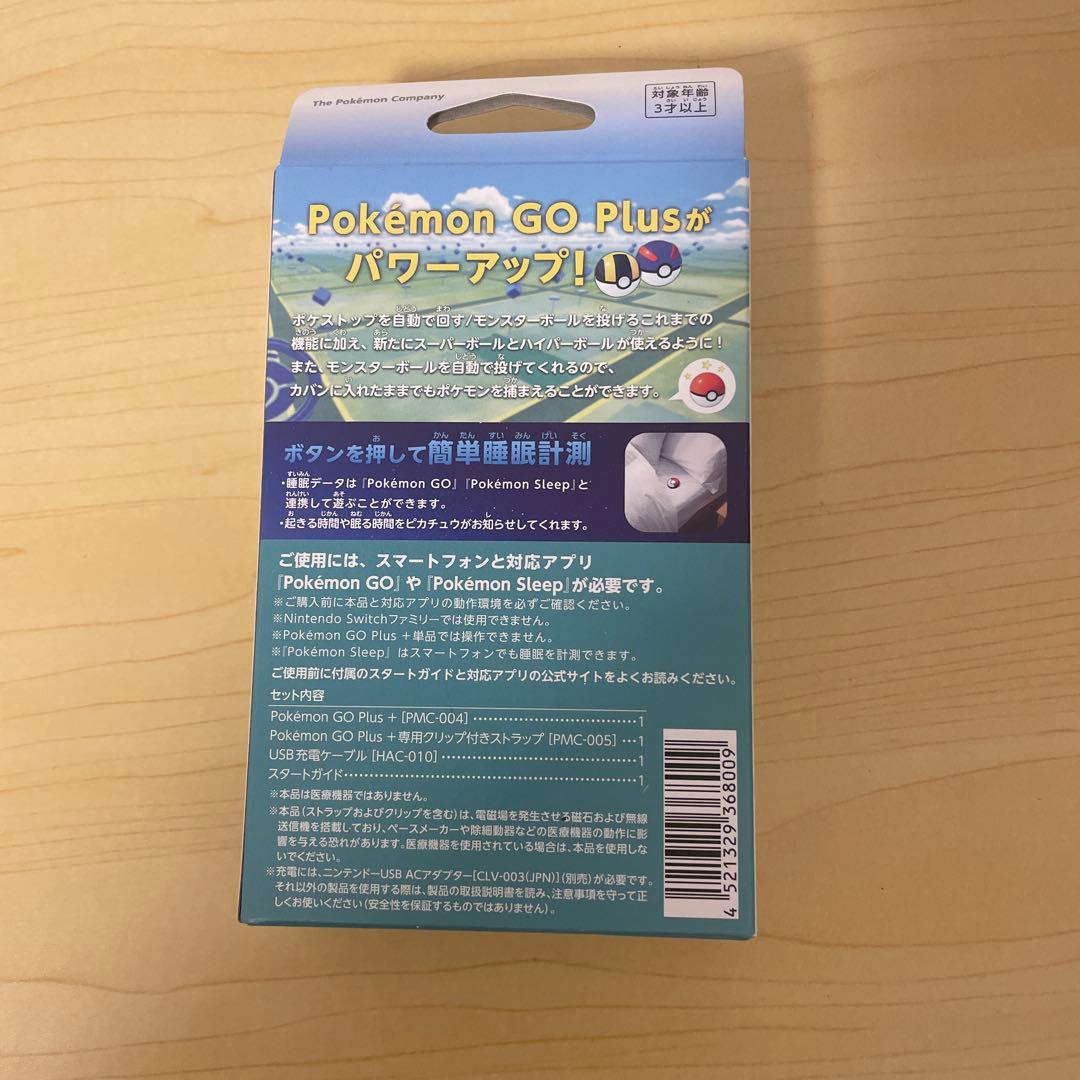 The Pokémon Company
対象年齢
3才以上
Pokémon GO Plusが
パワーアップ!
ポケストップを自動で回す/モンスターボールを投げるこれまでの
機能に加え、新たにスーパーボールとハイパーボールが使えるように!
また、モンスターボールを自動で投げてくれるので、
カバンに入れたままでもポケモンを捕まえることができます。
ボタンを押して簡単睡眠計測
・睡眠データは『Pokémon GO』『Pokémon Sleep』と
連携して遊ぶことができます。
・起きる時間や眠る時間をピカチュウがお知らせしてくれます。
ご使用には、スマートフォンと対応アプリ
『Pokémon GO』や『Pokémon Sleep』が必要です。
※ご購入前に本品と対応アプリの動作環境を必ずご確認ください。
※Nintendo Switchファミリーでは使用できません。
※Pokémon GO Plus +単品では操作できません。
※『Pokémon Sleep』はスマートフォンでも睡眠を計測できます。
ご使用前に付属のスタートガイドと対応アプリの公式サイトをよくお読みください。
セット内容
Pokémon GO Plus + [PMC-004] ………………………………1
Pokémon GO Plus +専用クリップ付きストラップ [PMC-005] …1
USB充電ケーブル [HAC-010] ………………………………1
スタートガイド………………………………………………1
※本品は医療機器ではありません。
※本品(ストラップおよびクリップを含む)は、電磁場を発生させる磁石および無線
送信機を搭載しており、ペースメーカーや除細動器などの医療機器の動作に影
響を与える恐れがあります。医療機器を使用されている場合は、本品を使用しな
いでください。
※充電には、ニンテンドーUSB ACアダプター[CLV-003(JPN)](別売)が必要です。
それ以外の製品を使用する際は、製品の取扱説明書を読み、注意事項を守って正
しくお使いください(安全性を保証するものではありません)。
4 521329 368009